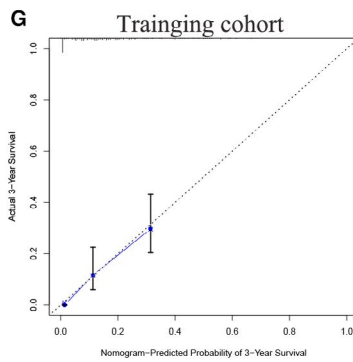 G
Trainging cohort
Actual 3-Year Survival
1.0
0.8
0.6
0.4
0.2
0.0
0.0 0.2 0.4 0.6 0.8 1.0
Nomogram-Predicted Probability of 3-Year Survival